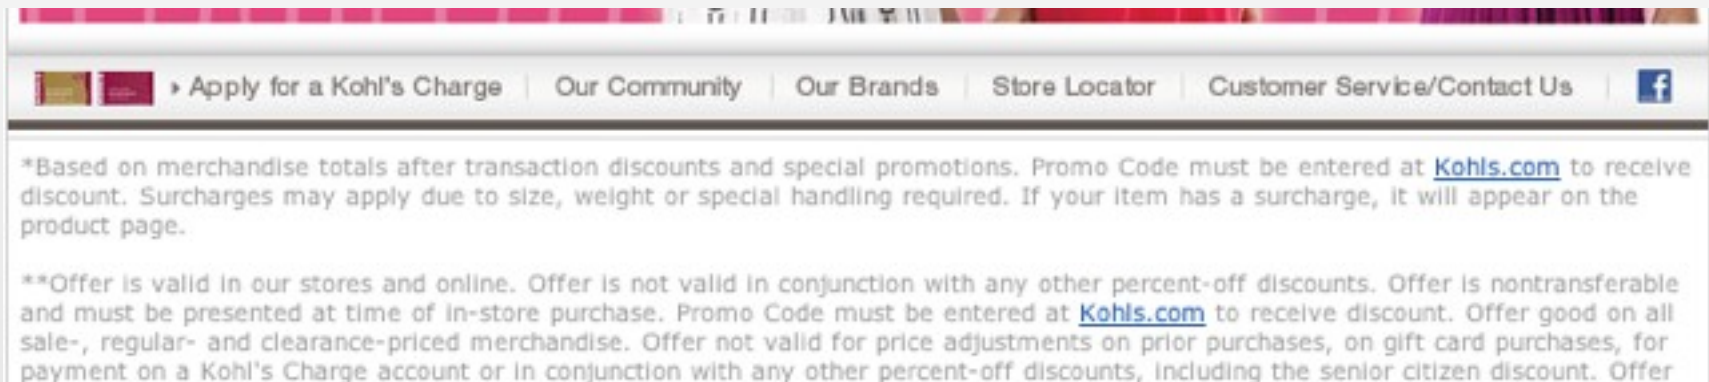 Apply for a Kohl's Charge Our Community Our Brands Store Locator Customer Service/Contact Us f
*Based on merchandise totals after transaction discounts and special promotions. Promo Code must be entered at Kohls.com to receive
discount. Surcharges may apply due to size, weight or special handling required. If your item has a surcharge, it will appear on the
product page.
**Offer is valid in our stores and online. Offer is not valid in conjunction with any other percent-off discounts. Offer is nontransferable
and must be presented at time of in-store purchase. Promo Code must be entered at Kohls.com to receive discount. Offer good on all
sale-, regular- and clearance-priced merchandise. Offer not valid for price adjustments on prior purchases, on gift card purchases, for
payment on a Kohl's Charge account or in conjunction with any other percent-off discounts, including the senior citizen discount. Offer